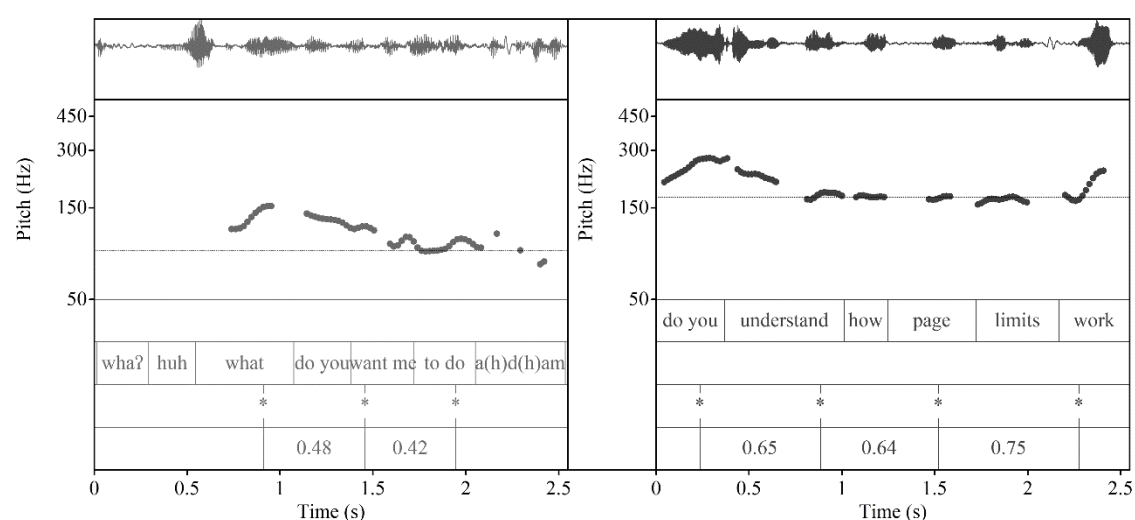 450
300
150
50
Pitch (Hz)
wha? huh what do you want me to do a(h)d(h)am
* * *
0.48 0.42
0 0.5 1 1.5 2 2.5
Time (s)
450
300
150
50
Pitch (Hz)
do you understand how page limits work
* * * *
0.65 0.64 0.75
0 0.5 1 1.5 2 2.5
Time (s)